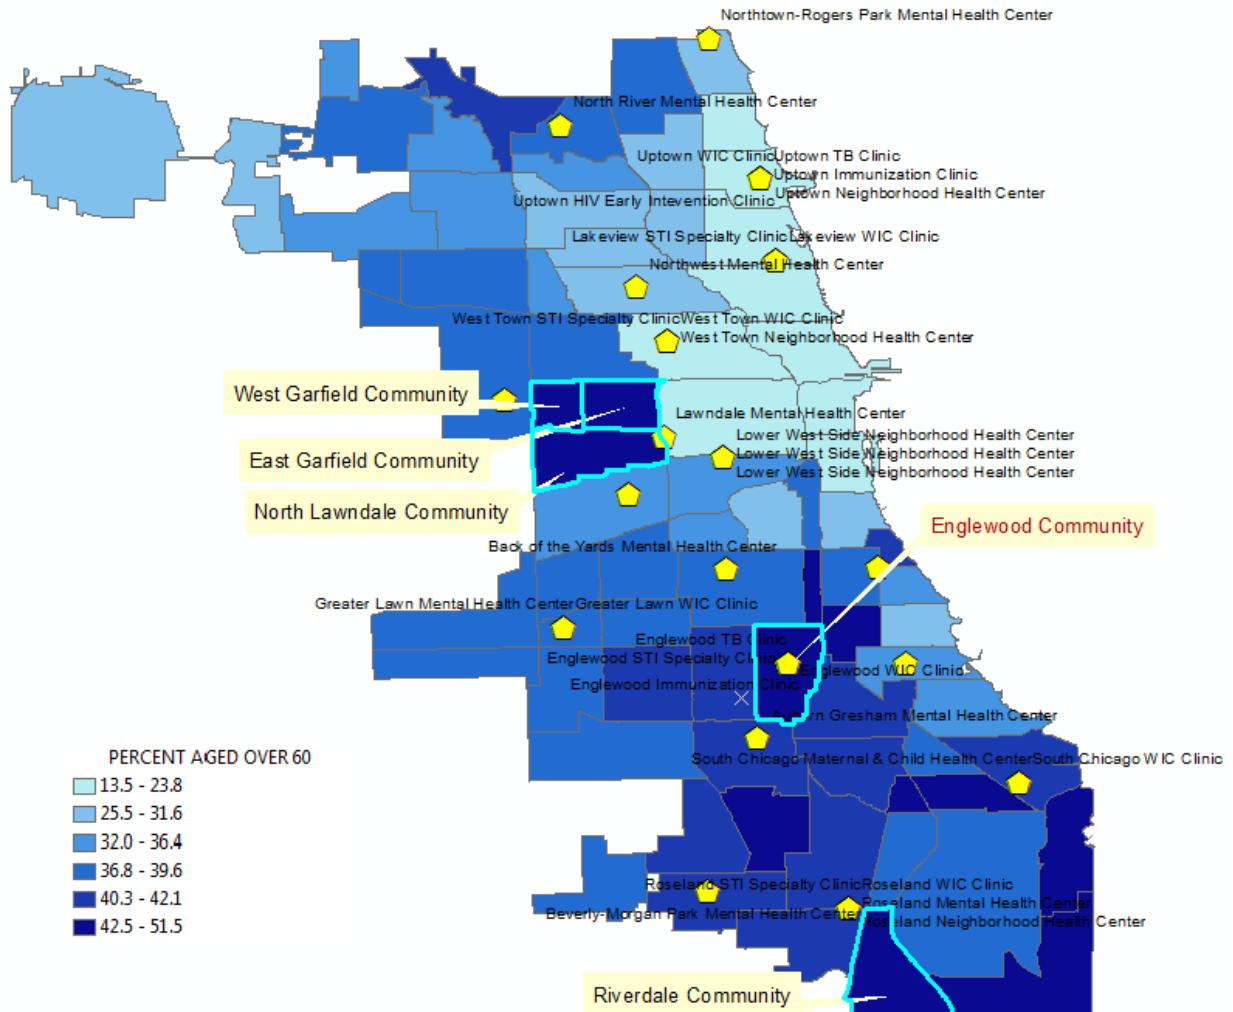 Northtown-Rogers Park Mental Health Center
North River Mental Health Center
Uptown WIC Clinic Uptown TB Clinic
Uptown Immunization Clinic
Uptown Neighborhood Health Center
Uptown HIV Early Intevention Clinic
Lakeview STI Specialty Clinic Lakeview WIC Clinic
Northwest Mental Health Center
West Town STI Specialty Clinic West Town WIC Clinic
West Town Neighborhood Health Center
West Garfield Community
Lawndale Mental Health Center
Lower West Side Neighborhood Health Center
East Garfield Community
Lower West Side Neighborhood Health Center
Lower West Side Neighborhood Health Center
North Lawndale Community
Englewood Community
Back of the Yards Mental Health Center
Greater Lawn Mental Health Center Greater Lawn WIC Clinic
Englewood TB Clinic
Englewood STI Specialty Clinic
Englewood WIC Clinic
Englewood Immunization Clinic
Auburn Gresham Mental Health Center
South Chicago Maternal & Child Health Center South Chicago WIC Clinic
PERCENT AGED OVER 60
13.5 - 23.8
25.5 - 31.6
32.0 - 36.4
36.8 - 39.6
40.3 - 42.1
42.5 - 51.5
Roseland STI Specialty Clinic Roseland WIC Clinic
Roseland Mental Health Center
Beverly-Morgan Park Mental Health Center
Roseland Neighborhood Health Center
Riverdale Community